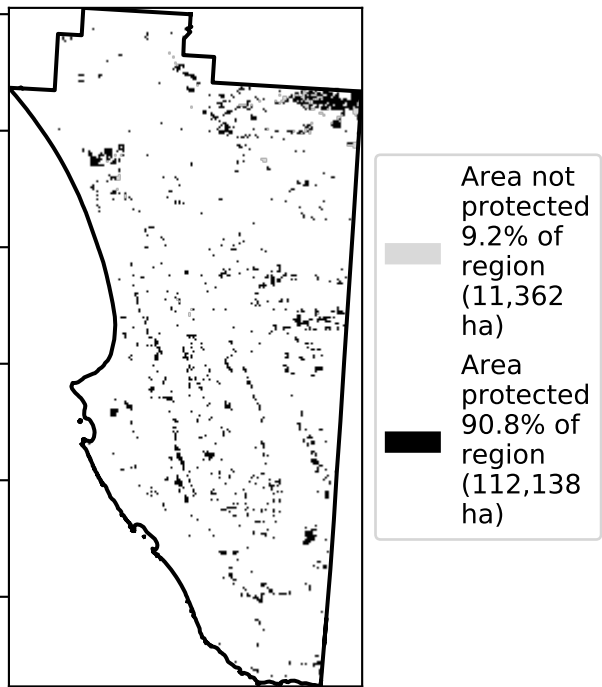 Area not
protected
9.2% of
region
(11,362
ha)
Area
protected
90.8% of
region
(112,138
ha)